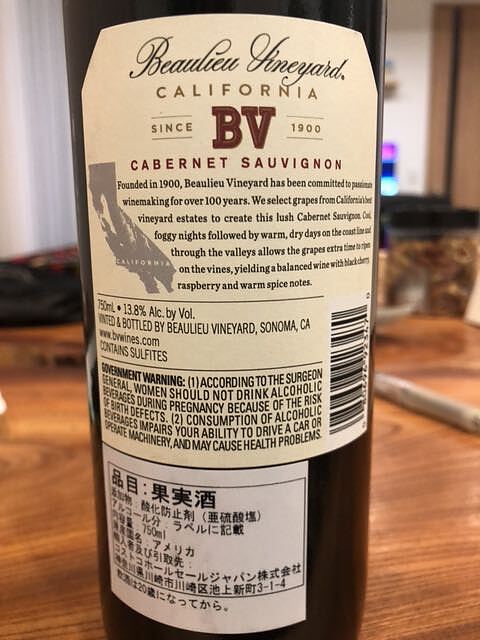 Beaulieu Vineyard.
CALIFORNIA
SINCE BV 1900
CABERNET SAUVIGNON
Founded in 1900, Beaulieu Vineyard has been committed to passionate
winemaking for over 100 years. We select grapes from California's best
vineyard estates to create this lush Cabernet Sauvignon. Cool,
foggy nights followed by warm, dry days on the coast line and
through the valleys allows the grapes extra time to ripen
on the vines, yielding a balanced wine with black cherry,
raspberry and warm spice notes.
CALIFORNIA
750mL • 13.8% Alc. by Vol.
VINTED & BOTTLED BY BEAULIEU VINEYARD, SONOMA, CA
www.bvwines.com
CONTAINS SULFITES
GOVERNMENT WARNING: (1) ACCORDING TO THE SURGEON
GENERAL, WOMEN SHOULD NOT DRINK ALCOHOLIC
BEVERAGES DURING PREGNANCY BECAUSE OF THE RISK
OF BIRTH DEFECTS. (2) CONSUMPTION OF ALCOHOLIC
BEVERAGES IMPAIRS YOUR ABILITY TO DRIVE A CAR OR
OPERATE MACHINERY, AND MAY CAUSE HEALTH PROBLEMS.
品目:果実酒
添加物:酸化防止剤(亜硫酸塩)
アルコール分:ラベルに記載
内容量:750ml
アメリカ
輸入者及び引取先:
コストコホールセールジャパン株式会社
神奈川県川崎市川崎区池上新町3-1-4
飲酒は20歳になってから。